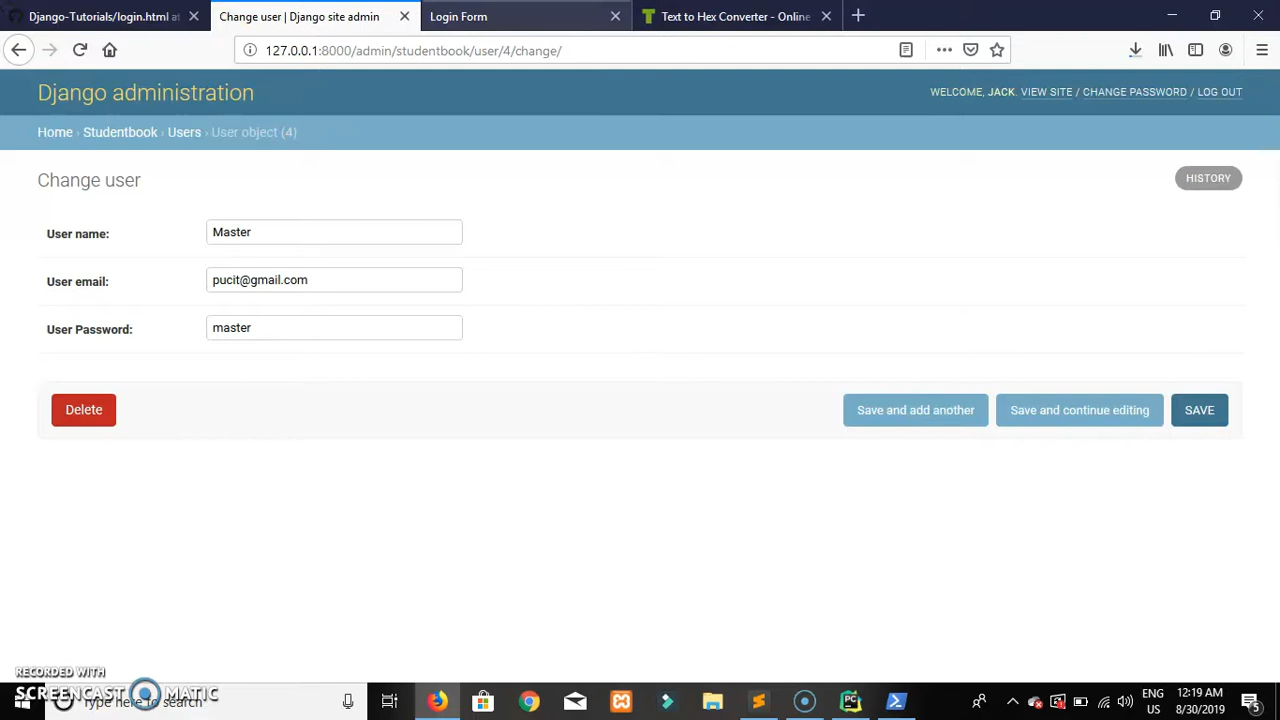 Django-Tutorials/login.html at
Change user | Django site admin
Login Form
Text to Hex Converter - Online
127.0.0.1:8000/admin/studentbook/user/4/change/
Django administration
WELCOME, JACK. VIEW SITE / CHANGE PASSWORD / LOG OUT
Home › Studentbook › Users › User object (4)
Change user
HISTORY
User name:
Master
User email:
pucit@gmail.com
User Password:
master
Delete
Save and add another
Save and continue editing
SAVE
RECORDED WITH
SCREENCAST MATIC
Type here to search
PC
ENG
US
12:19 AM
8/30/2019
5